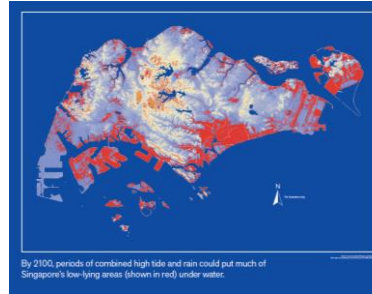 N
By 2100, periods of combined high tide and rain could put much of
Singapore's low-lying areas (shown in red) under water.